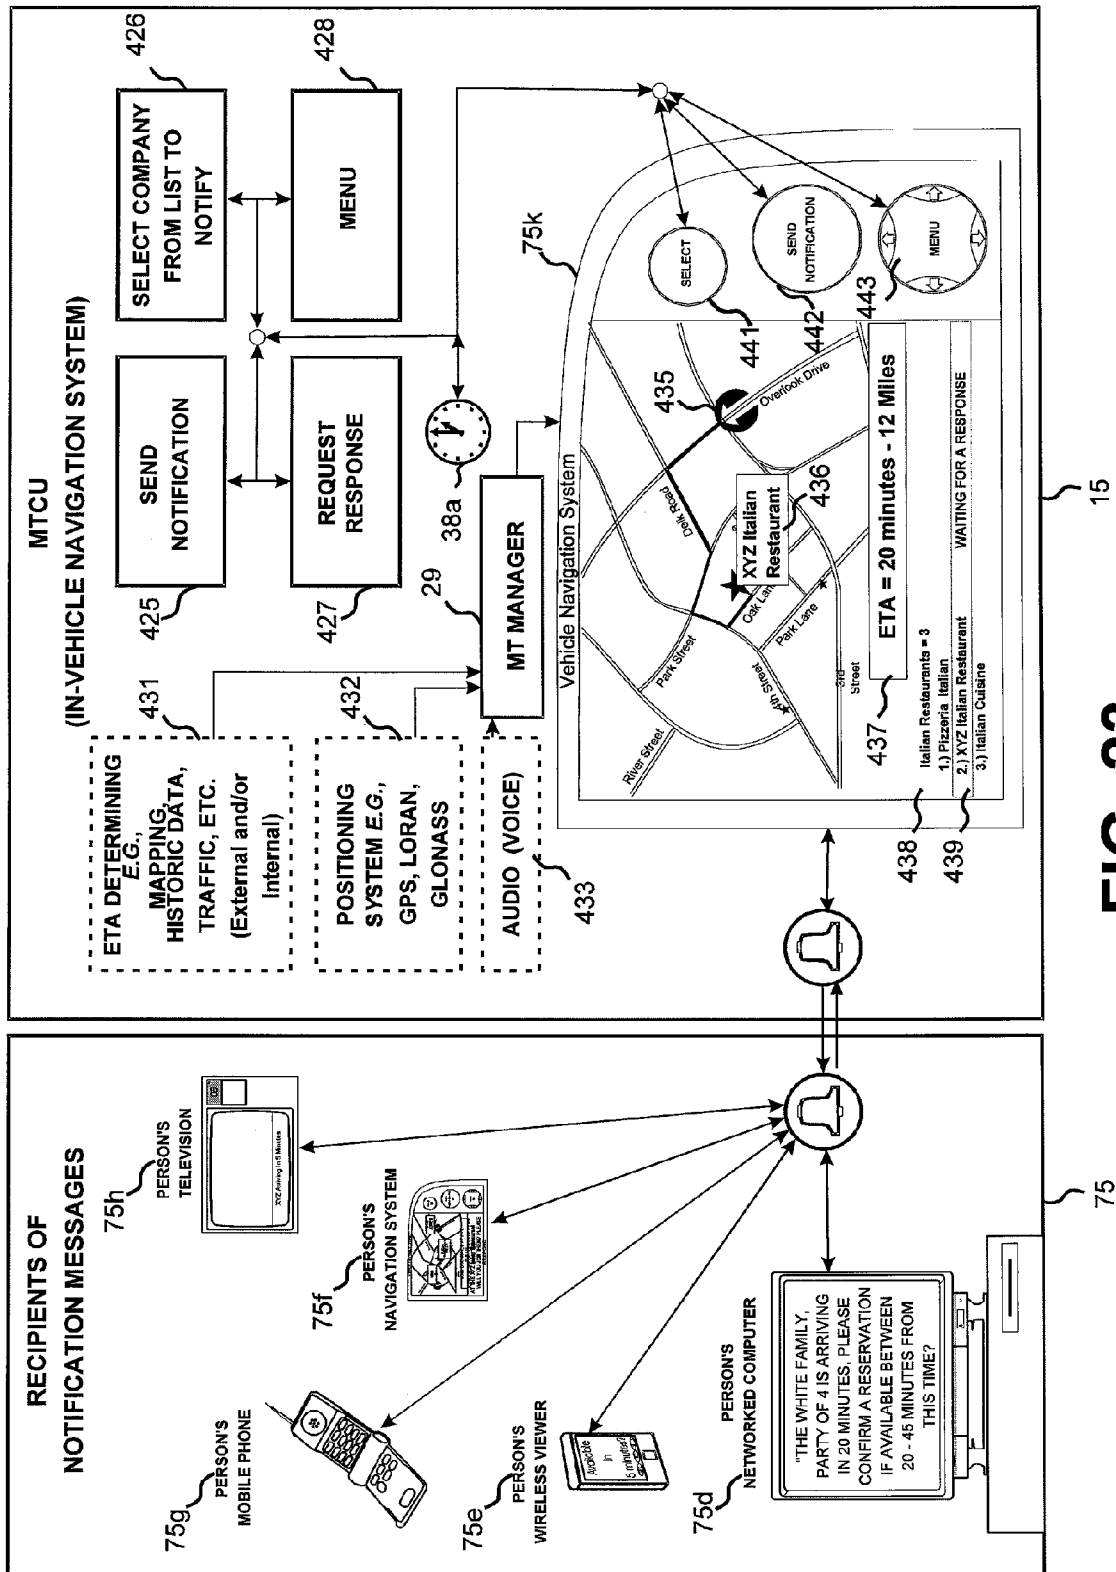 RECIPIENTS OF
NOTIFICATION MESSAGES
75g
PERSON'S
MOBILE PHONE
75h
PERSON'S
TELEVISION
XYZ Arriving In 5 Minutes
75f
PERSON'S
NAVIGATION SYSTEM
75e
PERSON'S
WIRELESS VIEWER
Available
In
5 minutes?
75d
PERSON'S
NETWORKED COMPUTER
"THE WHITE FAMILY,
PARTY OF 4 IS ARRIVING
IN 20 MINUTES, PLEASE
CONFIRM A RESERVATION
IF AVAILABLE BETWEEN
20 - 45 MINUTES FROM
THIS TIME?
75
MTCU
(IN-VEHICLE NAVIGATION SYSTEM)
ETA DETERMINING
E.G.,
MAPPING,
HISTORIC DATA,
TRAFFIC, ETC.
(External and/or
Internal)
431
POSITIONING
SYSTEM E.G.,
GPS, LORAN,
GLONASS
432
AUDIO (VOICE)
433
425
SEND
NOTIFICATION
SELECT COMPANY
FROM LIST TO
NOTIFY
426
427
REQUEST
RESPONSE
MENU
428
29
MT MANAGER
38a
75k
Vehicle Navigation System
River Street
Park Street
Delk Road
435
Overlook Drive
XYZ Italian
Restaurant
436
Oak Lan
Park Lane
4th Street
3rd
Street
SELECT
441
SEND
NOTIFICATION
442
MENU
443
437
ETA = 20 minutes - 12 Miles
438
Italian Restaurants = 3
1.) Pizzeria Italian
439
2.) XYZ Italian Restaurant WAITING FOR A RESPONSE
3.) Italian Cuisine
15